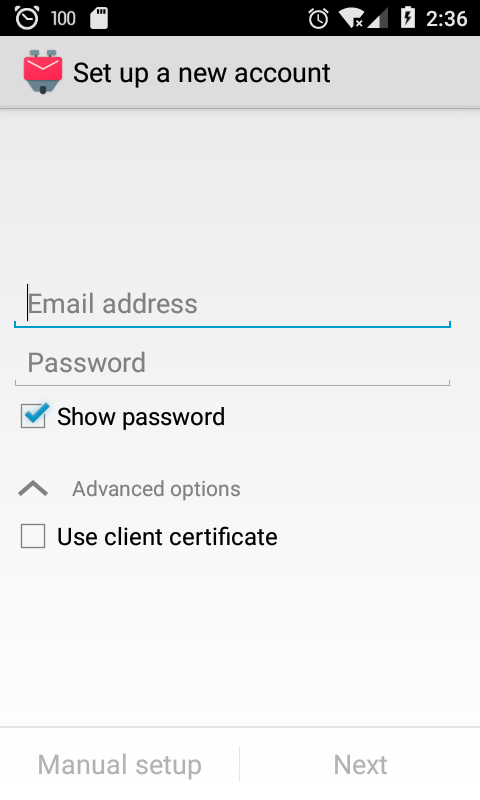 100
2:36
Set up a new account
Email address
Password
Show password
Advanced options
Use client certificate
Manual setup
Next